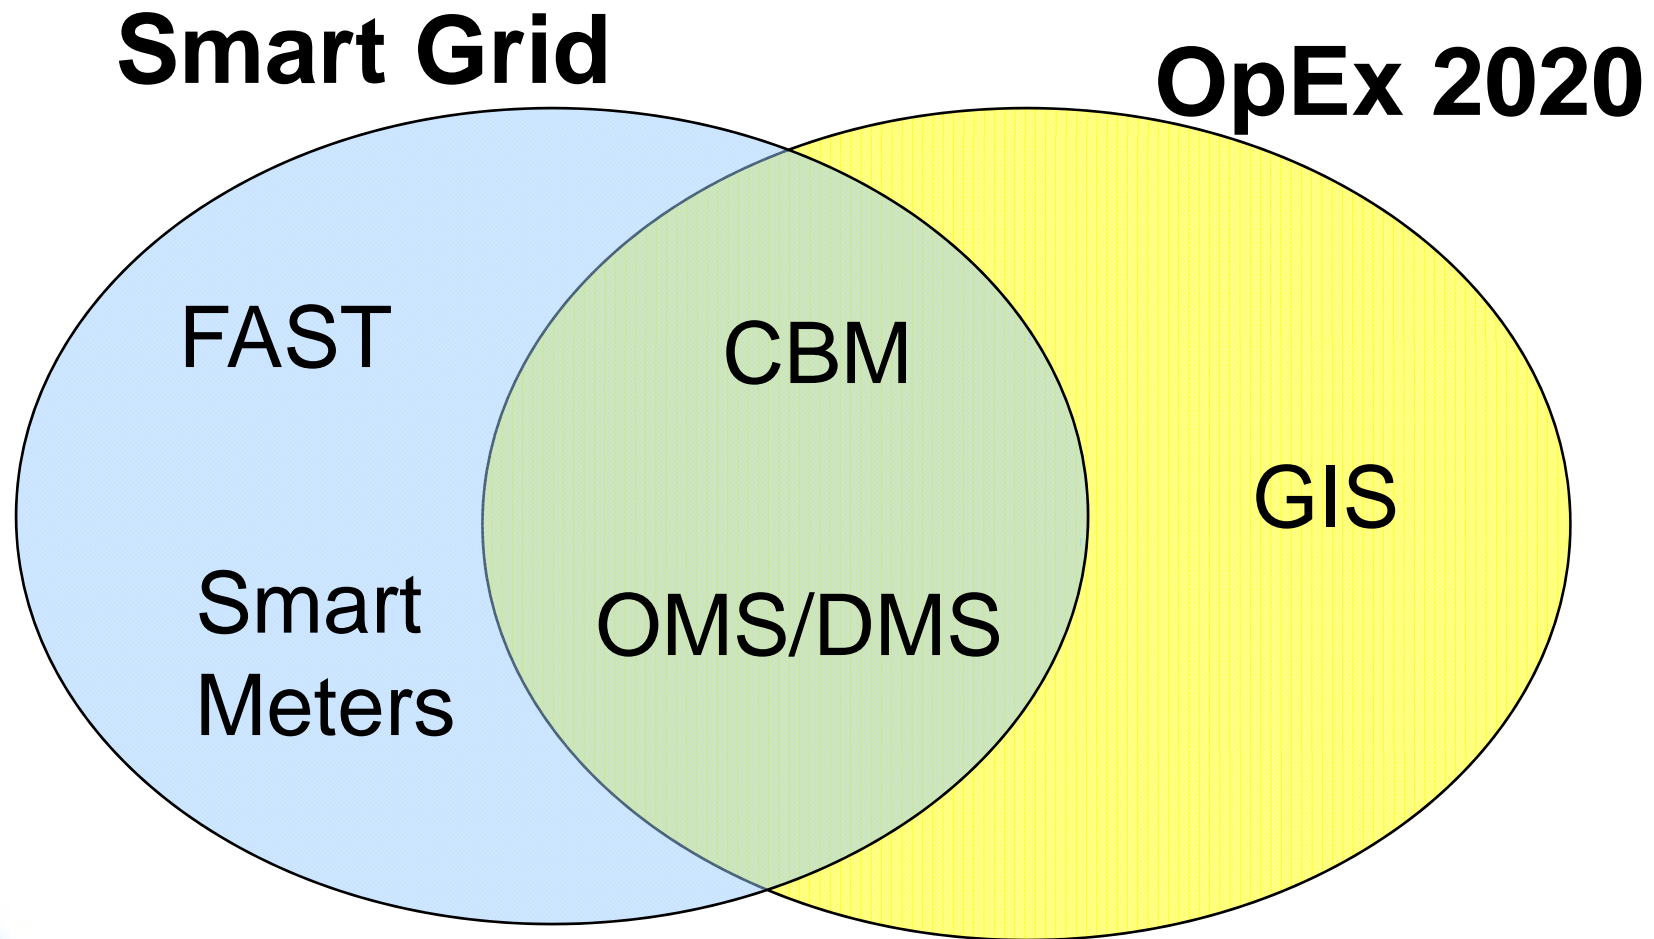 Smart Grid
OpEx 2020
FAST
CBM
GIS
Smart
Meters
OMS/DMS